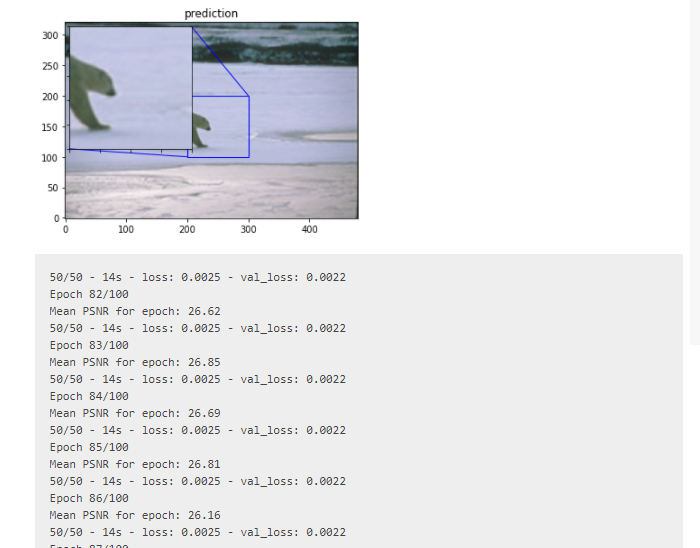 prediction
300
250
200
150
100
50
0
0 100 200 300 400
50/50 - 14s - loss: 0.0025 - val_loss: 0.0022
Epoch 82/100
Mean PSNR for epoch: 26.62
50/50 - 14s - loss: 0.0025 - val_loss: 0.0022
Epoch 83/100
Mean PSNR for epoch: 26.85
50/50 - 14s - loss: 0.0025 - val_loss: 0.0022
Epoch 84/100
Mean PSNR for epoch: 26.69
50/50 - 14s - loss: 0.0025 - val_loss: 0.0022
Epoch 85/100
Mean PSNR for epoch: 26.81
50/50 - 14s - loss: 0.0025 - val_loss: 0.0022
Epoch 86/100
Mean PSNR for epoch: 26.16
50/50 - 14s - loss: 0.0025 - val_loss: 0.0022
Epoch 87/100